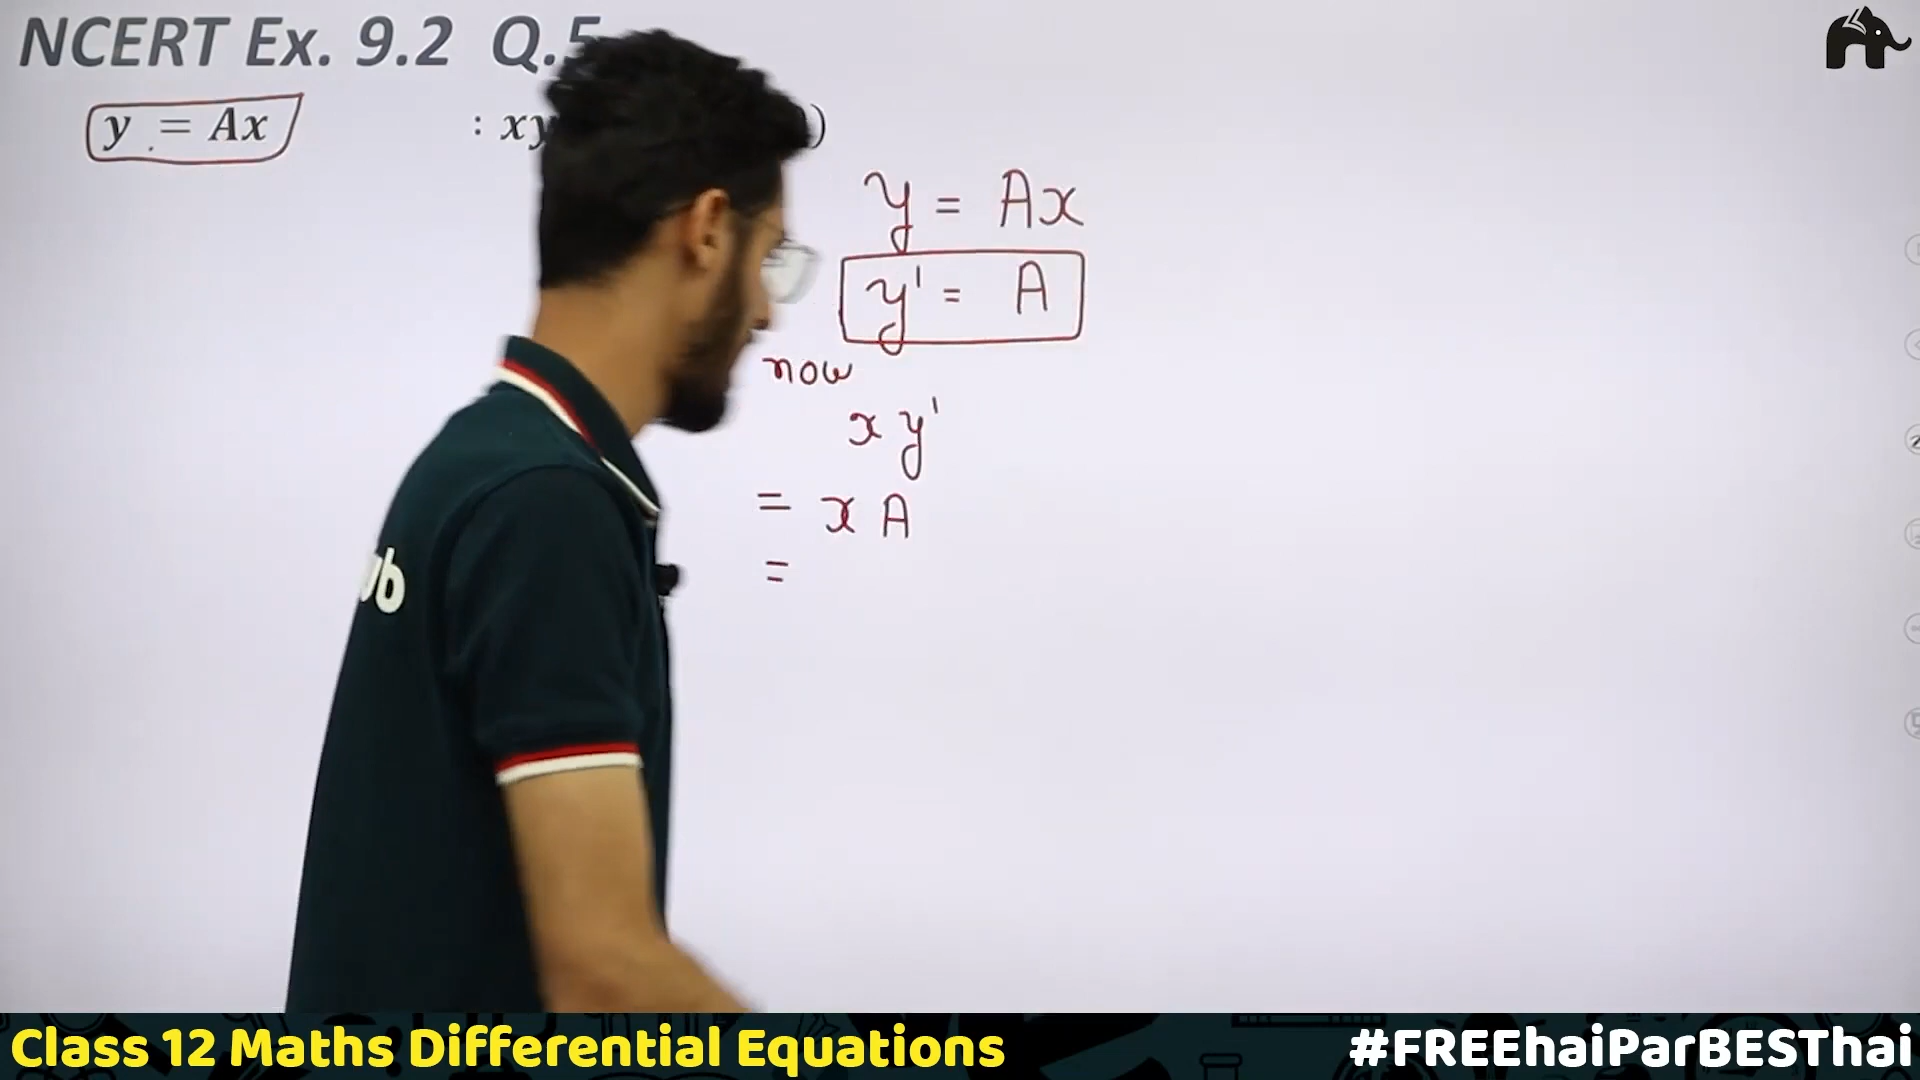 NCERT Ex. 9.2 Q.5
y = Ax : xy )
y = Ax
y' = A
now
x y'
= x A
=
Class 12 Maths Differential Equations #FREEhaiParBESThai